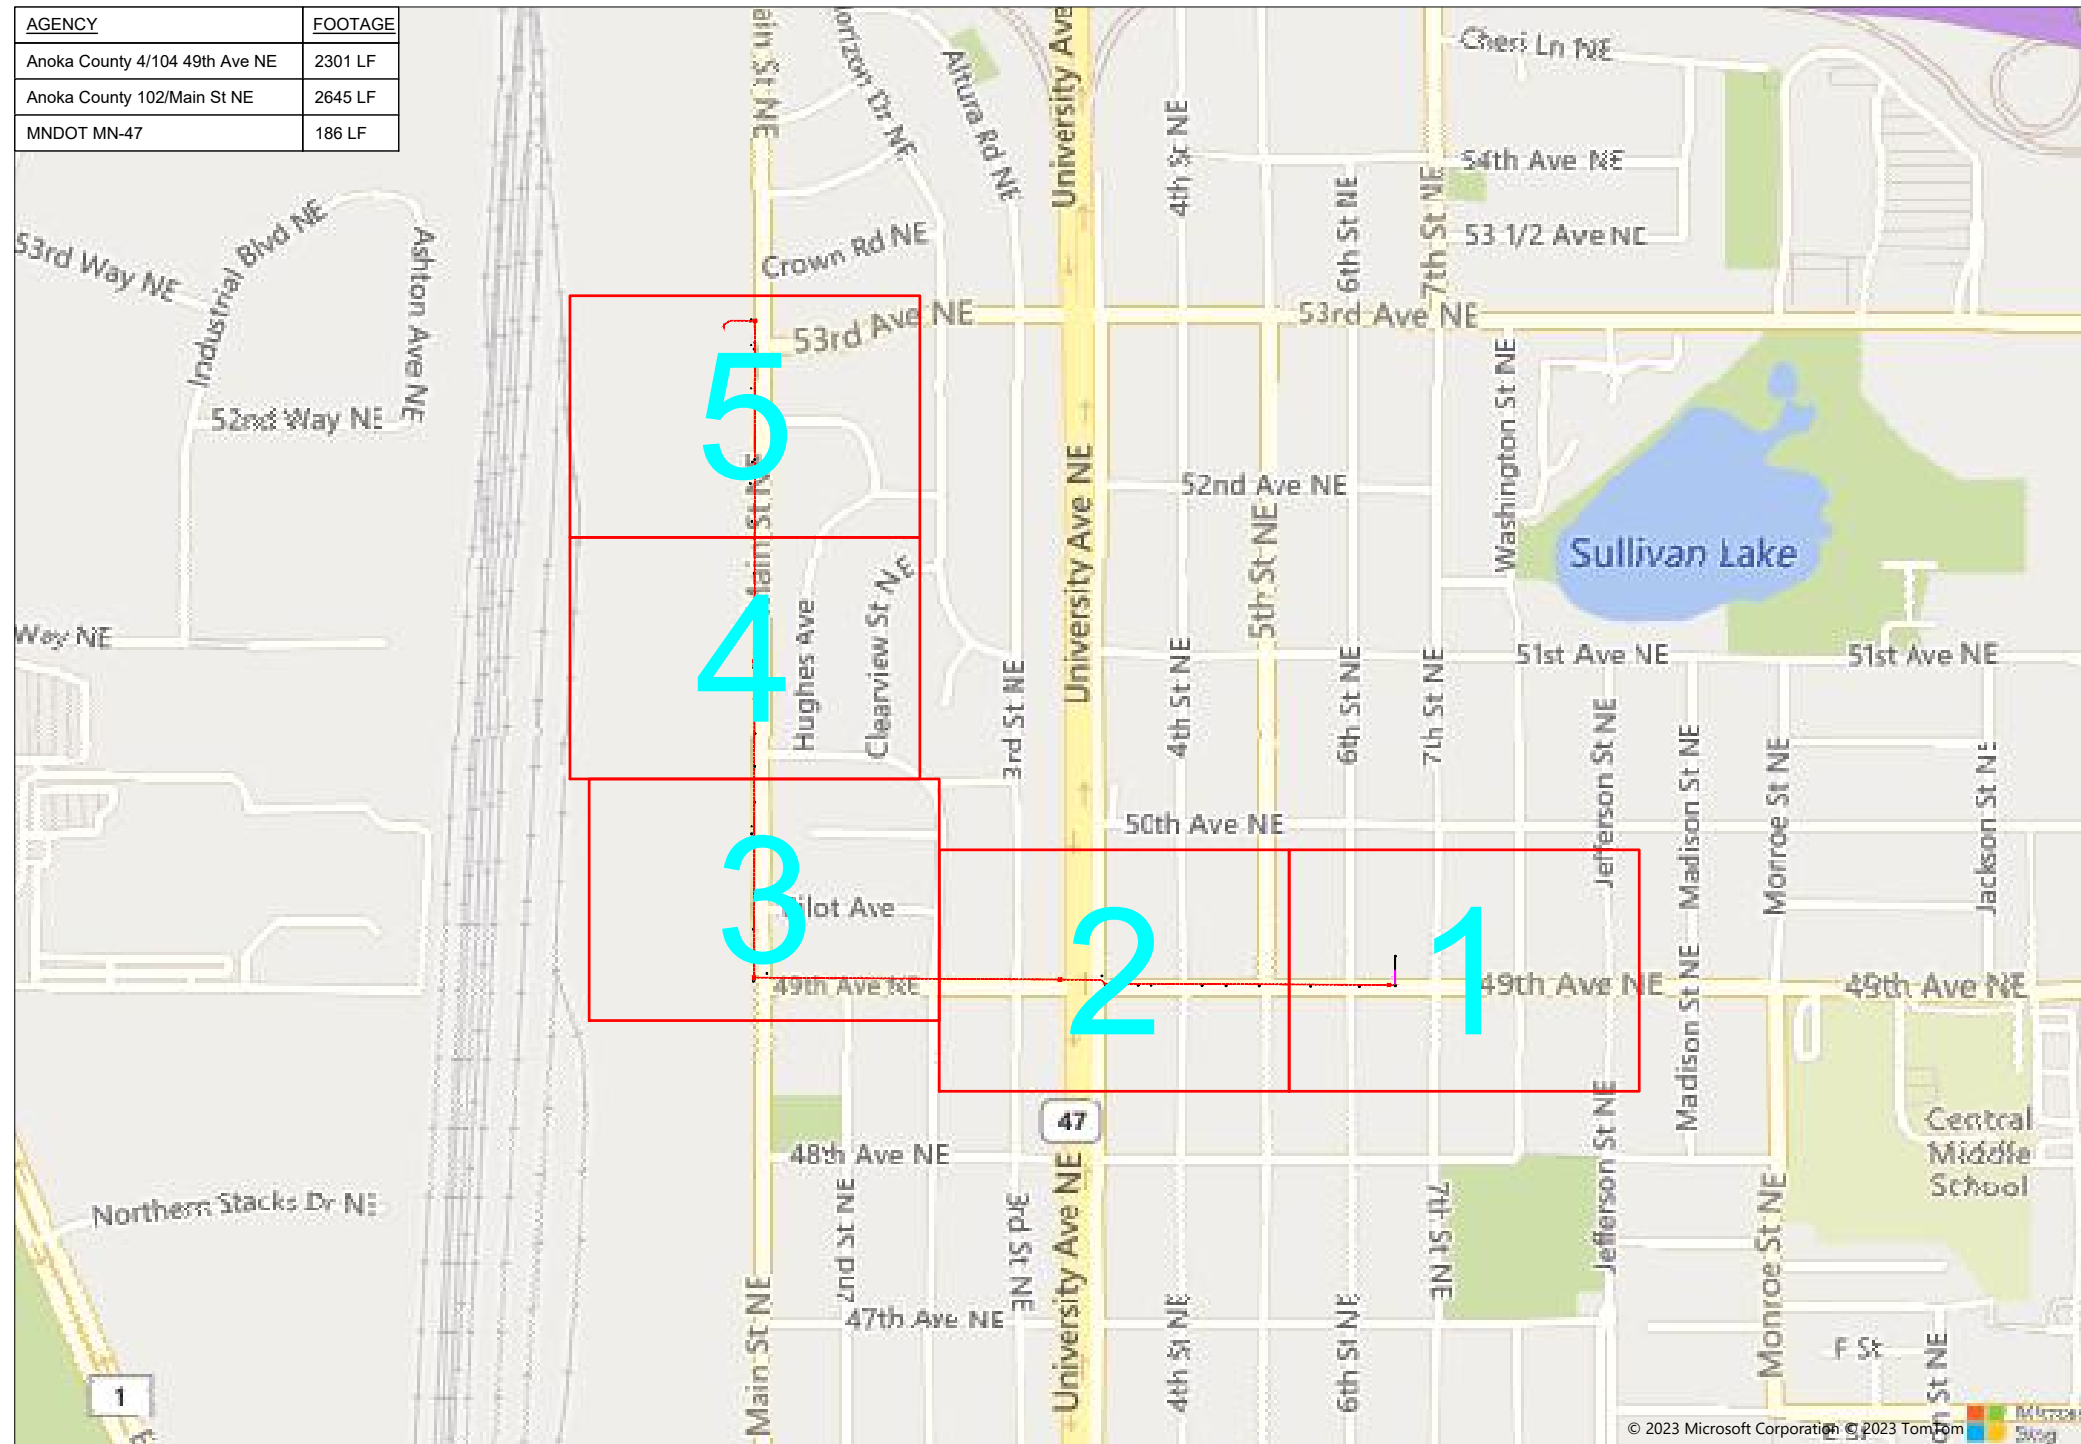 AGENCY FOOTAGE
Anoka County 4/104 49th Ave NE 2301 LF
Anoka County 102/Main St NE 2645 LF
MNDOT MN-47 186 LF
Altura Rd NE
University Ave
4th St NE
Cheri Ln NE
54th Ave NE
53 1/2 Ave NE
6th St NE
7th St NE
53rd Way NE
Industrial Blvd NE
Ashton Ave NE
52nd Way NE
Crown Rd NE
53rd Ave NE
53rd Ave NE
5
Main St NE
University Ave NE
52nd Ave NE
5th St NE
Washington St NE
Sullivan Lake
Way NE
4
Hughes Ave
Clearview St NE
3rd St NE
4th St NE
6th St NE
7th St NE
51st Ave NE
51st Ave NE
Jefferson St NE
Madison St NE
Monroe St NE
Jackson St NE
50th Ave NE
3
Pilot Ave
49th Ave NE
2
1
49th Ave NE
49th Ave NE
Madison St NE
47
48th Ave NE
2nd St NE
3rd St NE
University Ave NE
7th St NE
Jefferson St NE
Central
Middle
School
Northern Stacks Dr NE
Main St NE
47th Ave NE
4th St NE
6th St NE
Monroe St NE
F St
on St NE
1
© 2023 Microsoft Corporation © 2023 TomTom